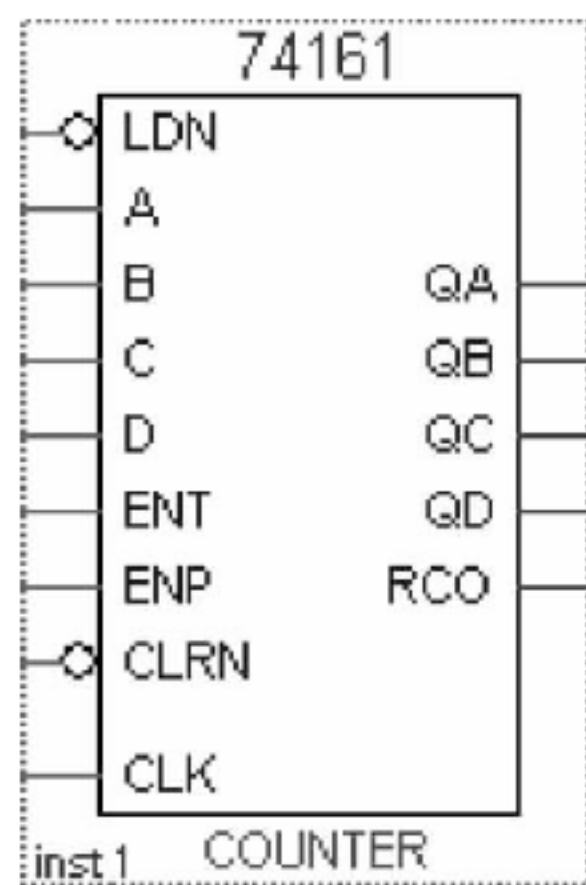 74161
LDN
A
B QA
C QB
D QC
ENT QD
ENP RCO
CLRN
CLK
inst1 COUNTER